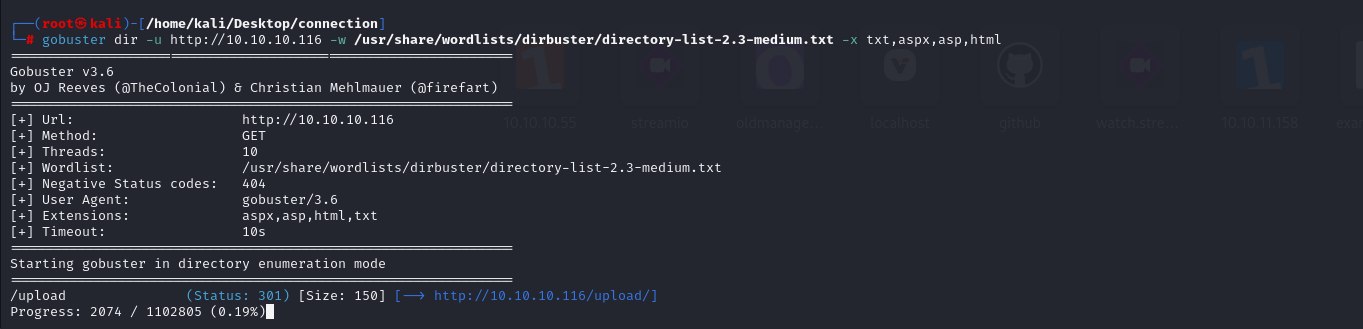 ┌──(root㉿kali)-[/home/kali/Desktop/connection]
└─# gobuster dir -u http://10.10.10.116 -w /usr/share/wordlists/dirbuster/directory-list-2.3-medium.txt -x txt,aspx,asp,html
===============================================================
Gobuster v3.6
by OJ Reeves (@TheColonial) & Christian Mehlmauer (@firefart)
===============================================================
[+] Url:                     http://10.10.10.116
[+] Method:                  GET
[+] Threads:                 10
[+] Wordlist:                /usr/share/wordlists/dirbuster/directory-list-2.3-medium.txt
[+] Negative Status codes:   404
[+] User Agent:              gobuster/3.6
[+] Extensions:              aspx,asp,html,txt
[+] Timeout:                 10s
===============================================================
Starting gobuster in directory enumeration mode
===============================================================
/upload               (Status: 301) [Size: 150] [--> http://10.10.10.116/upload/]
Progress: 2074 / 1102805 (0.19%)
10.10.10.55 streamio oldmanage... localhost github watch.stre... 10.10.11.158